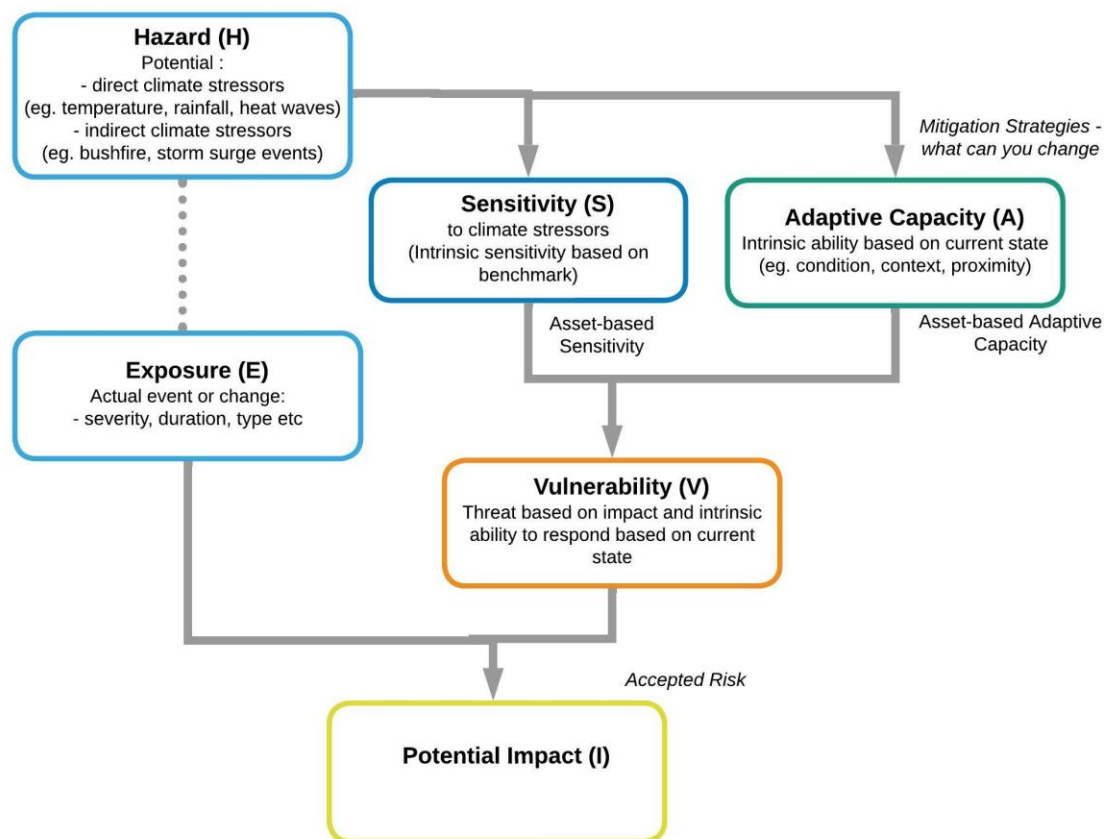 Hazard (H)
Potential :
- direct climate stressors
(eg. temperature, rainfall, heat waves)
- indirect climate stressors
(eg. bushfire, storm surge events)
Mitigation Strategies -
what can you change
Sensitivity (S)
to climate stressors
(Intrinsic sensitivity based on
benchmark)
Adaptive Capacity (A)
Intrinsic ability based on current state
(eg. condition, context, proximity)
Asset-based
Sensitivity
Asset-based Adaptive
Capacity
Exposure (E)
Actual event or change:
- severity, duration, type etc
Vulnerability (V)
Threat based on impact and intrinsic
ability to respond based on current
state
Accepted Risk
Potential Impact (I)